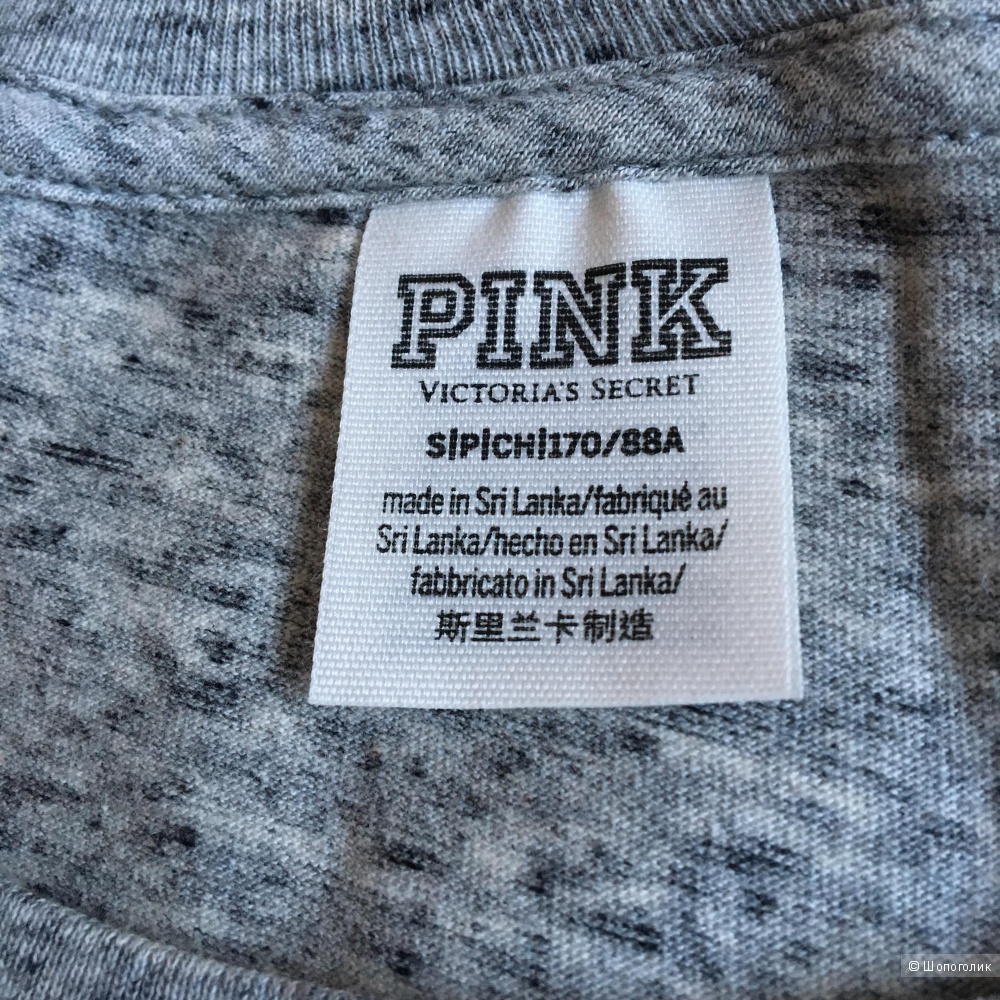 PINK
VICTORIA'S SECRET
S|P|CH|170/88A
made in Sri Lanka/fabriqué au
Sri Lanka/hecho en Sri Lanka/
fabbricato in Sri Lanka/
斯里兰卡制造
© Шопоголик